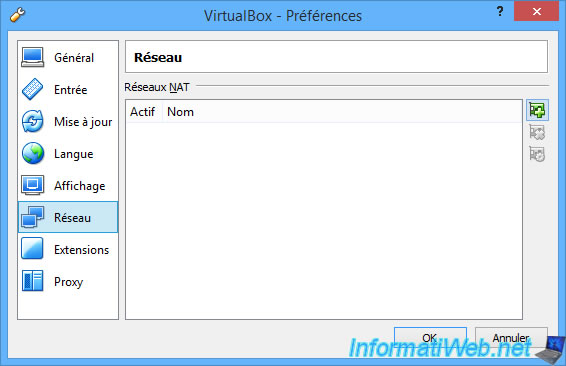 VirtualBox - Préférences
?
Général
Entrée
Mise à jour
Langue
Affichage
Réseau
Extensions
Proxy
Réseau
Réseaux NAT
Actif Nom
OK
Annuler
InformatiWeb.net